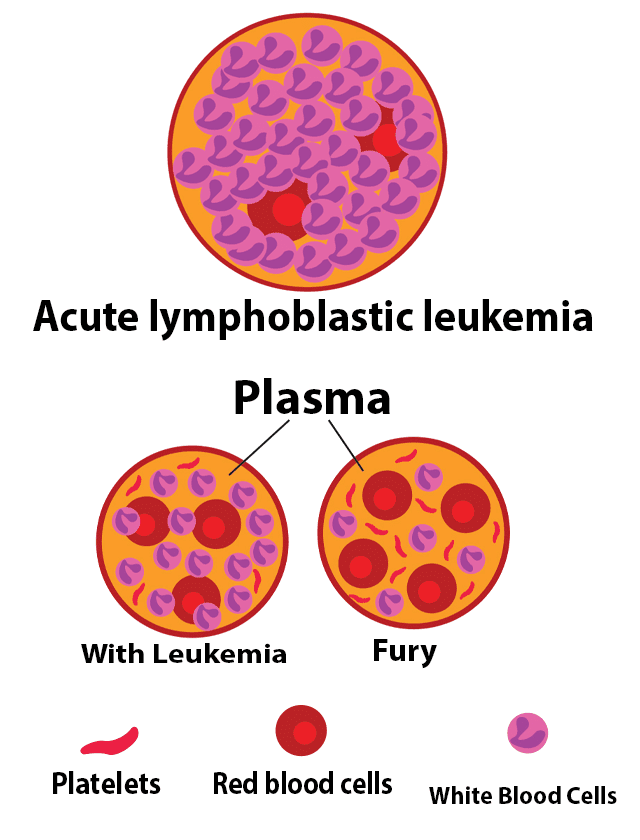 Acute lymphoblastic leukemia
Plasma
With Leukemia
Fury
Platelets
Red blood cells
White Blood Cells